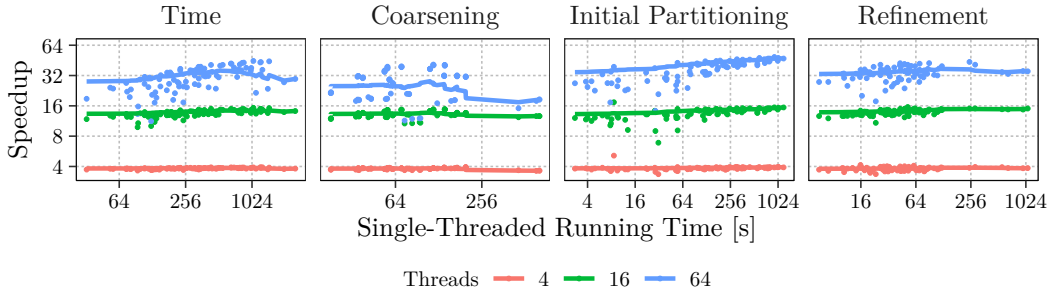 Time Coarsening Initial Partitioning Refinement
64
32
16
8
4
Speedup
64 256 1024 64 256 4 16 64 256 1024 16 64 256 1024
Single-Threaded Running Time [s]
Threads 4 16 64